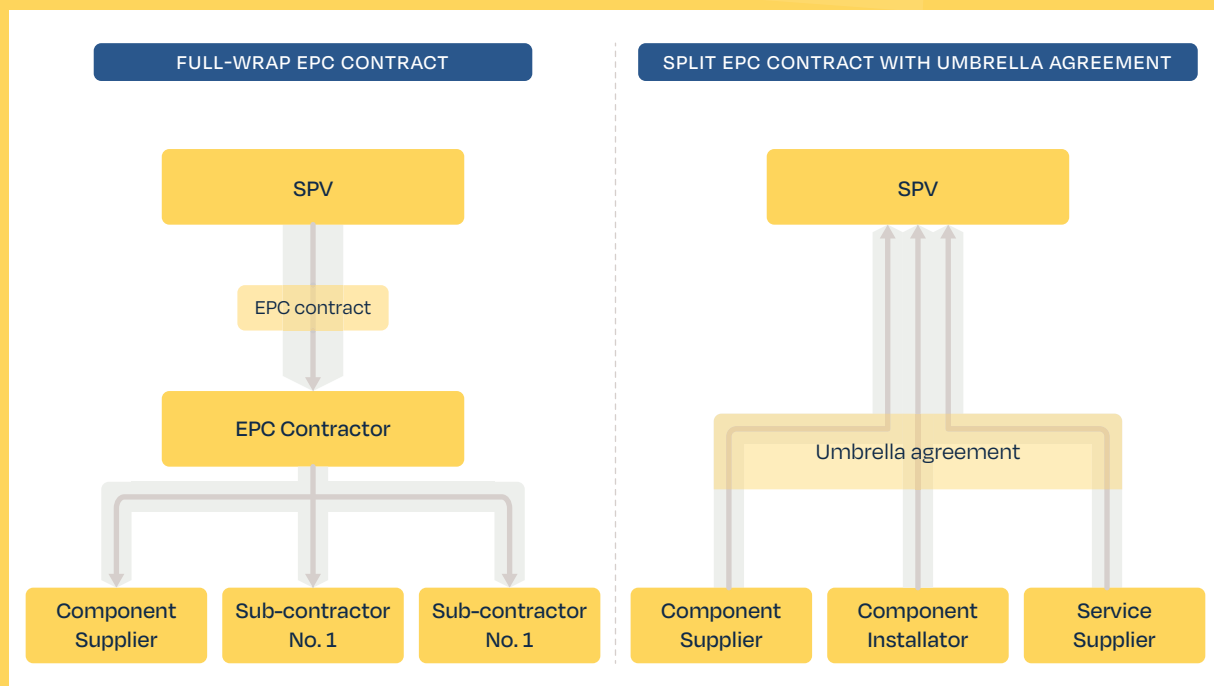 FULL-WRAP EPC CONTRACT
SPV
EPC contract
EPC Contractor
Component
Supplier
Sub-contractor
No. 1
Sub-contractor
No. 1
SPLIT EPC CONTRACT WITH UMBRELLA AGREEMENT
SPV
Umbrella agreement
Component
Supplier
Component
Installator
Service
Supplier